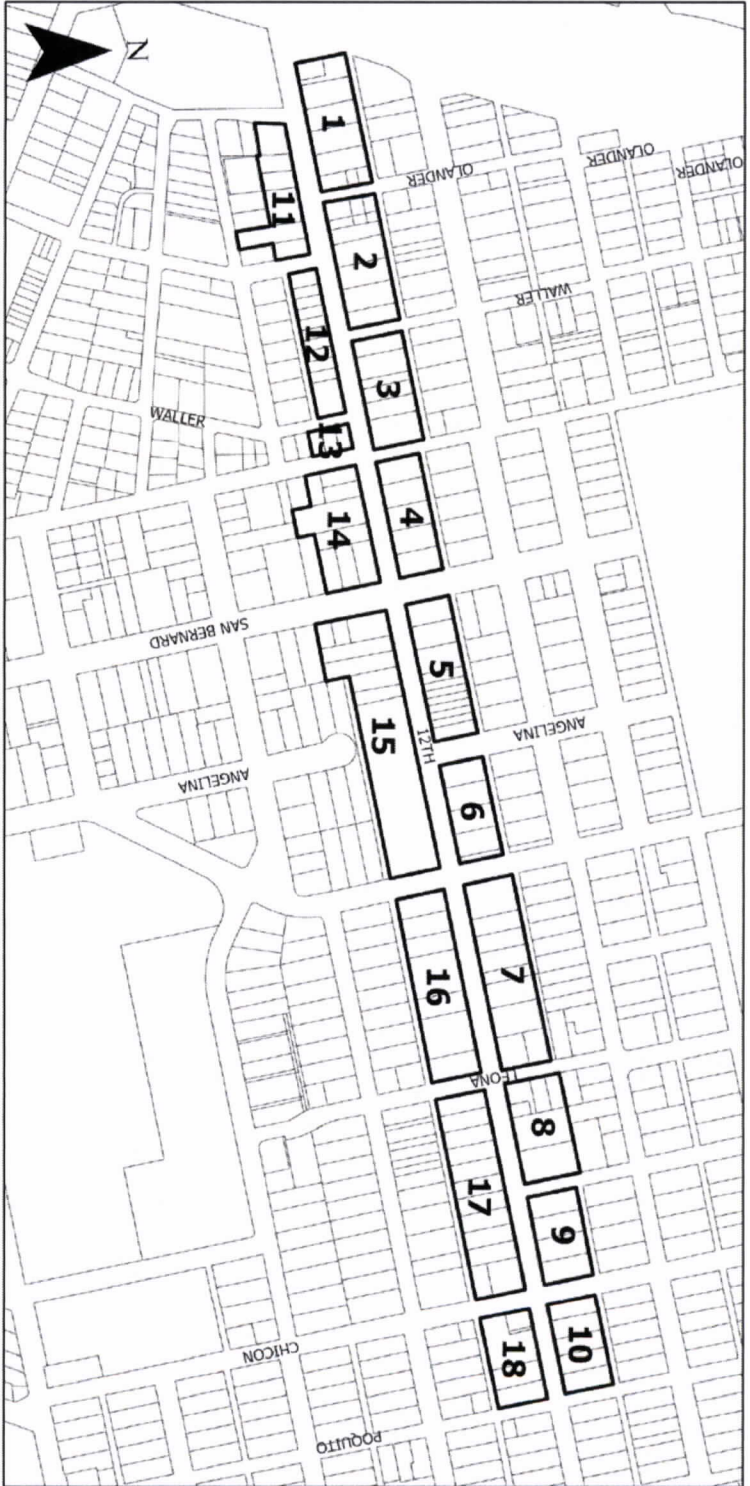 N
1
2
3
4
5
6
7
8
9
10
11
12
13
14
15
16
17
18
OLANDER
OLANDER
OLANDER
WALLER
WALLER
SAN BERNARD
ANGELINA
ANGELINA
12TH
LEONA
CHICON
POQUITO